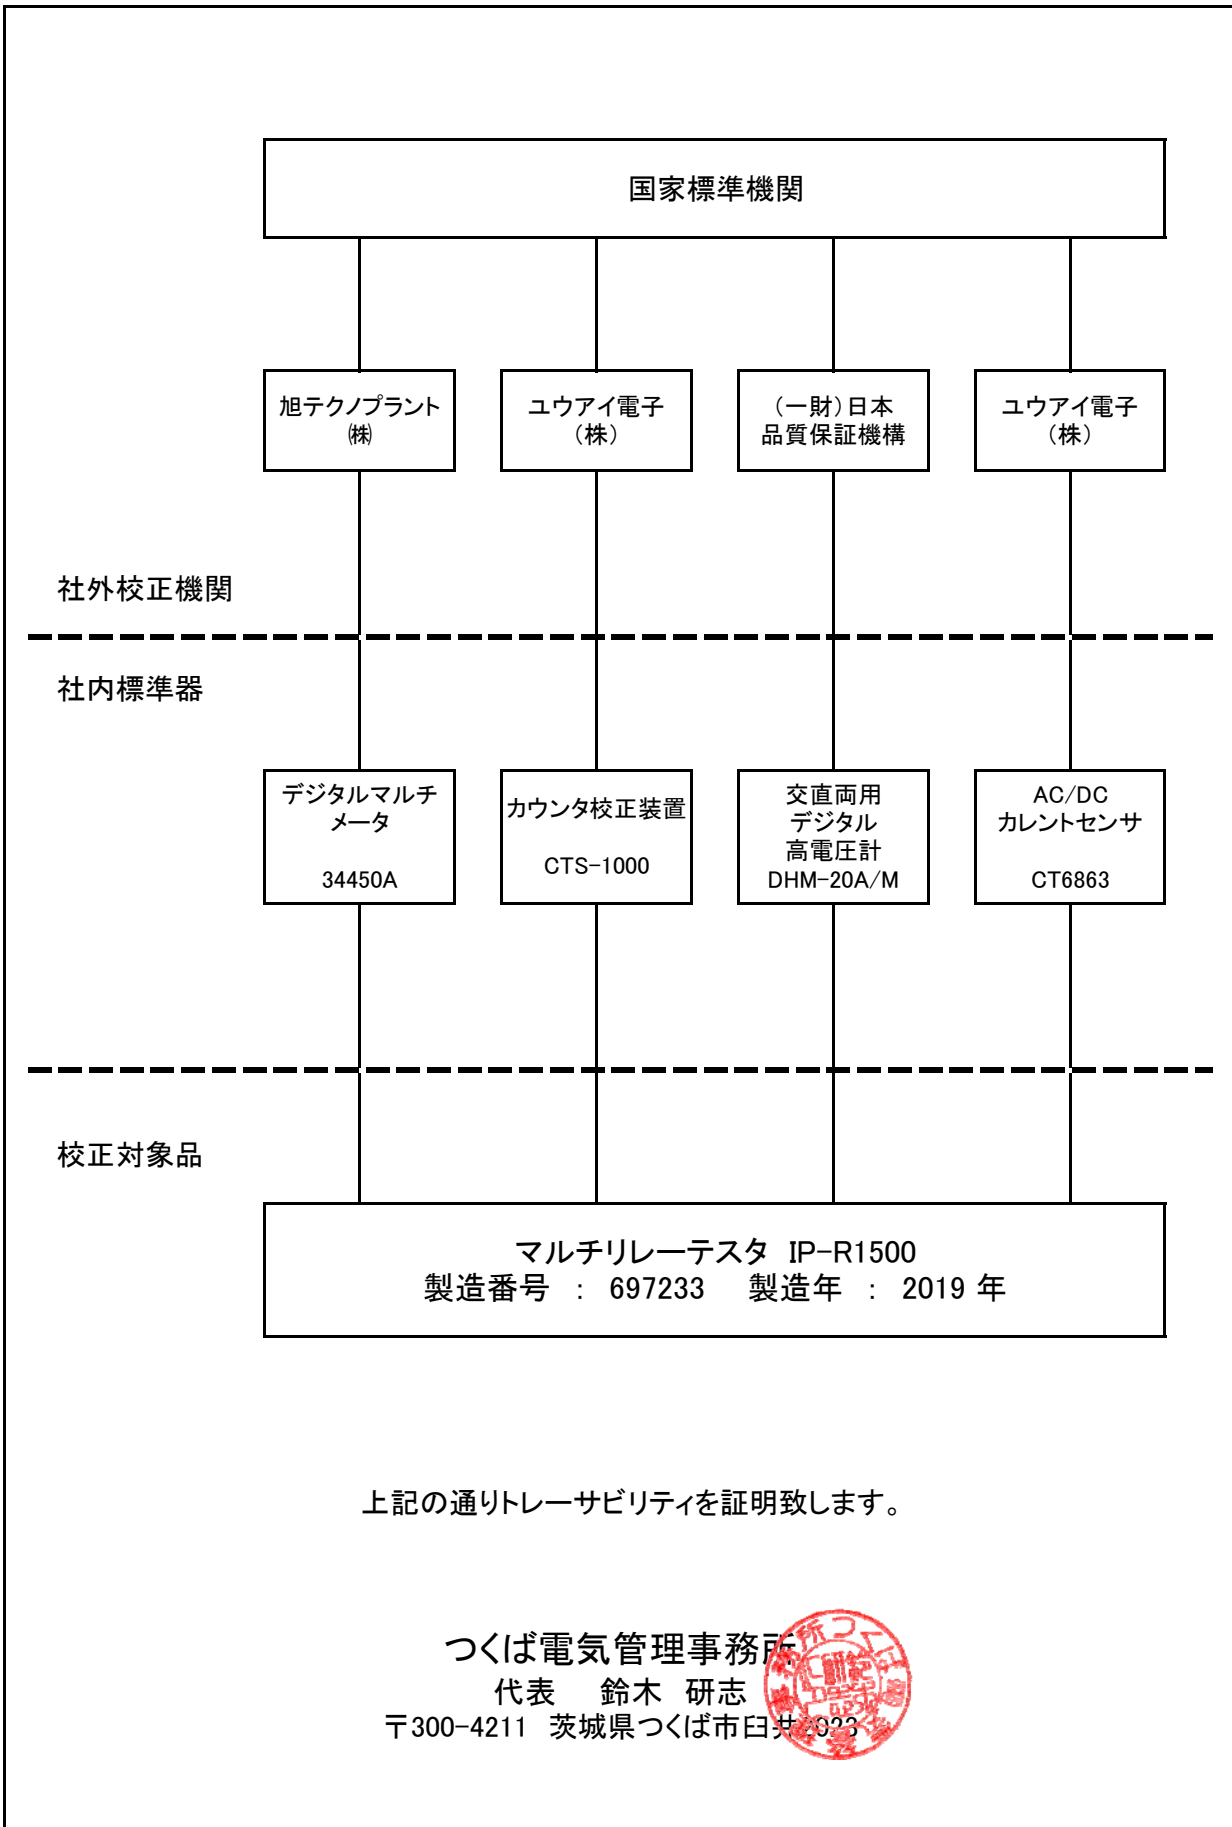 国家標準機関
旭テクノプラント
㈱
ユウアイ電子
（株）
（一財）日本
品質保証機構
ユウアイ電子
（株）
社外校正機関
社内標準器
デジタルマルチ
メータ
34450A
カウンタ校正装置
CTS-1000
交直両用
デジタル
高電圧計
DHM-20A/M
AC/DC
カレントセンサ
CT6863
校正対象品
マルチリレーテスタ IP-R1500
製造番号 ： 697233 製造年 ： 2019 年
上記の通りトレーサビリティを証明致します。
つくば電気管理事務所
代表 鈴木 研志
〒300-4211 茨城県つくば市臼井2023